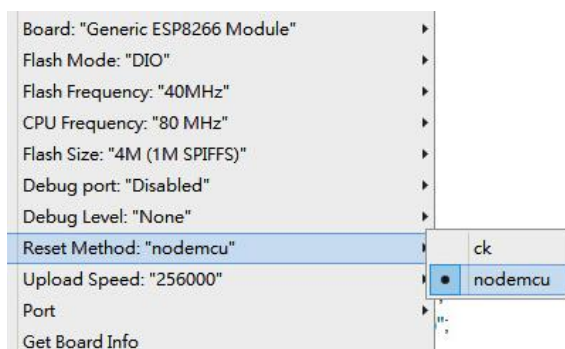 Board: "Generic ESP8266 Module"
Flash Mode: "DIO"
Flash Frequency: "40MHz"
CPU Frequency: "80 MHz"
Flash Size: "4M (1M SPIFFS)"
Debug port: "Disabled"
Debug Level: "None"
Reset Method: "nodemcu"
ck
Upload Speed: "256000"
nodemcu
Port
";
Get Board Info